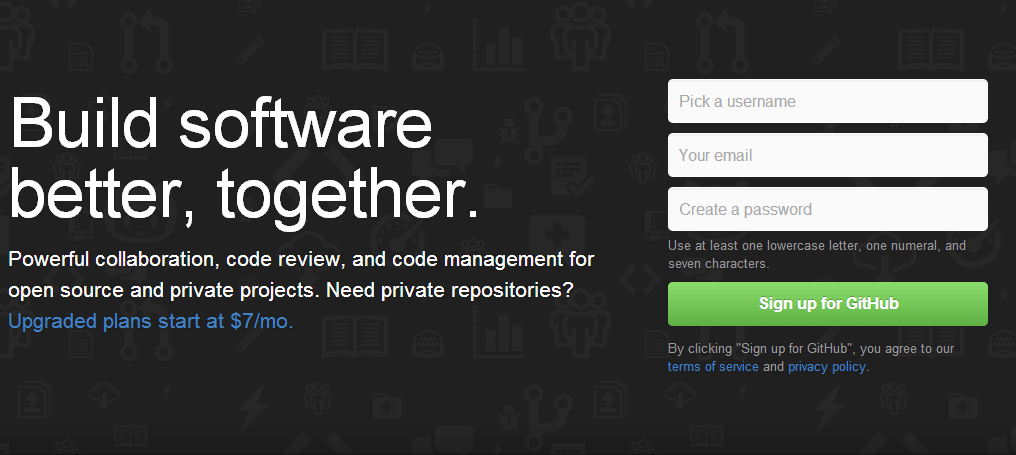 Build software
better, together.
Powerful collaboration, code review, and code management for
open source and private projects. Need private repositories?
Upgraded plans start at $7/mo.
Pick a username
Your email
Create a password
Use at least one lowercase letter, one numeral, and
seven characters.
Sign up for GitHub
By clicking "Sign up for GitHub", you agree to our
terms of service and privacy policy.